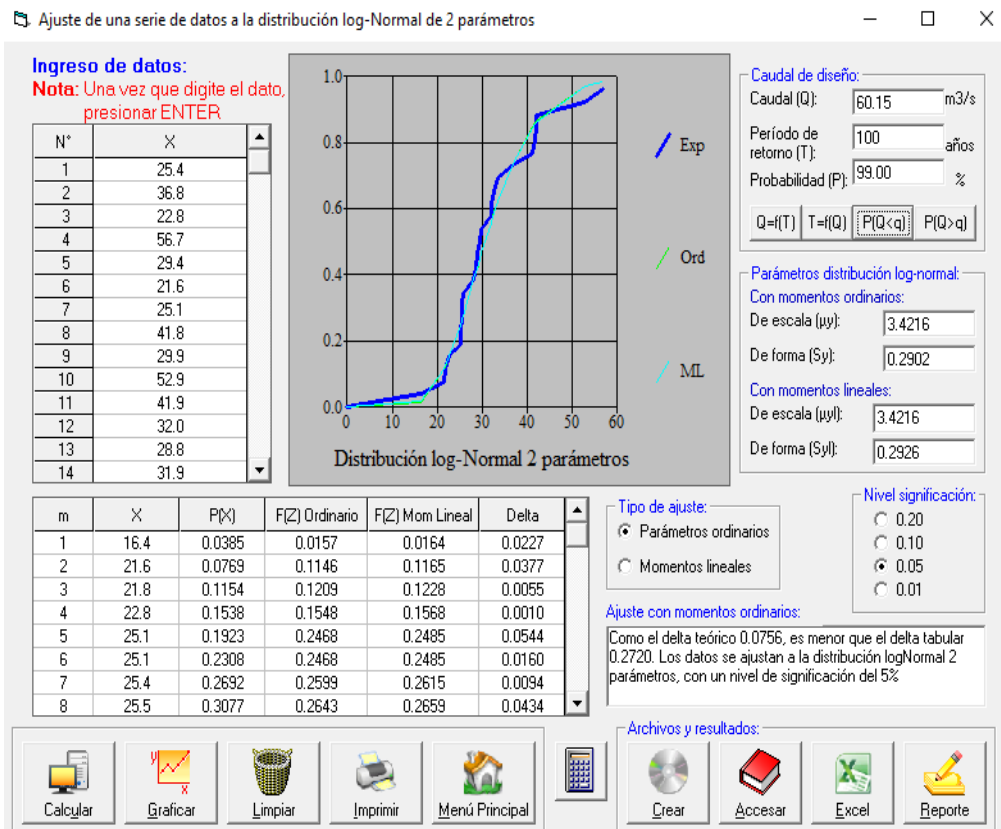 Ajuste de una serie de datos a la distribución log-Normal de 2 parámetros
Ingreso de datos:
Nota: Una vez que digite el dato,
presionar ENTER
N° X
1 25.4
2 36.8
3 22.8
4 56.7
5 29.4
6 21.6
7 25.1
8 41.8
9 29.9
10 52.9
11 41.9
12 32.0
13 28.8
14 31.9
1.0
0.8
0.6
0.4
0.2
0.0
0 10 20 30 40 50 60
Exp
Ord
ML
Distribución log-Normal 2 parámetros
Caudal de diseño:
Caudal (Q): 60.15 m3/s
Período de
retorno (T): 100 años
Probabilidad (P): 99.00 %
Q=f(T) T=f(Q) P(Q<q) P(Q>q)
Parámetros distribución log-normal:
Con momentos ordinarios:
De escala (μy): 3.4216
De forma (Sy): 0.2902
Con momentos lineales:
De escala (μyl): 3.4216
De forma (Syl): 0.2926
m X P(X) F(Z) Ordinario F(Z) Mom Lineal Delta
1 16.4 0.0385 0.0157 0.0164 0.0227
2 21.6 0.0769 0.1146 0.1165 0.0377
3 21.8 0.1154 0.1209 0.1228 0.0055
4 22.8 0.1538 0.1548 0.1568 0.0010
5 25.1 0.1923 0.2468 0.2485 0.0544
6 25.1 0.2308 0.2468 0.2485 0.0160
7 25.4 0.2692 0.2599 0.2615 0.0094
8 25.5 0.3077 0.2643 0.2659 0.0434
Tipo de ajuste:
Parámetros ordinarios
Momentos lineales
Nivel significación:
0.20
0.10
0.05
0.01
Ajuste con momentos ordinarios:
Como el delta teórico 0.0756, es menor que el delta tabular
0.2720. Los datos se ajustan a la distribución logNormal 2
parámetros, con un nivel de significación del 5%
Calcular
y
x
Graficar
Limpiar
Imprimir
Menú Principal
Archivos y resultados:
Crear
Accesar
Excel
Reporte